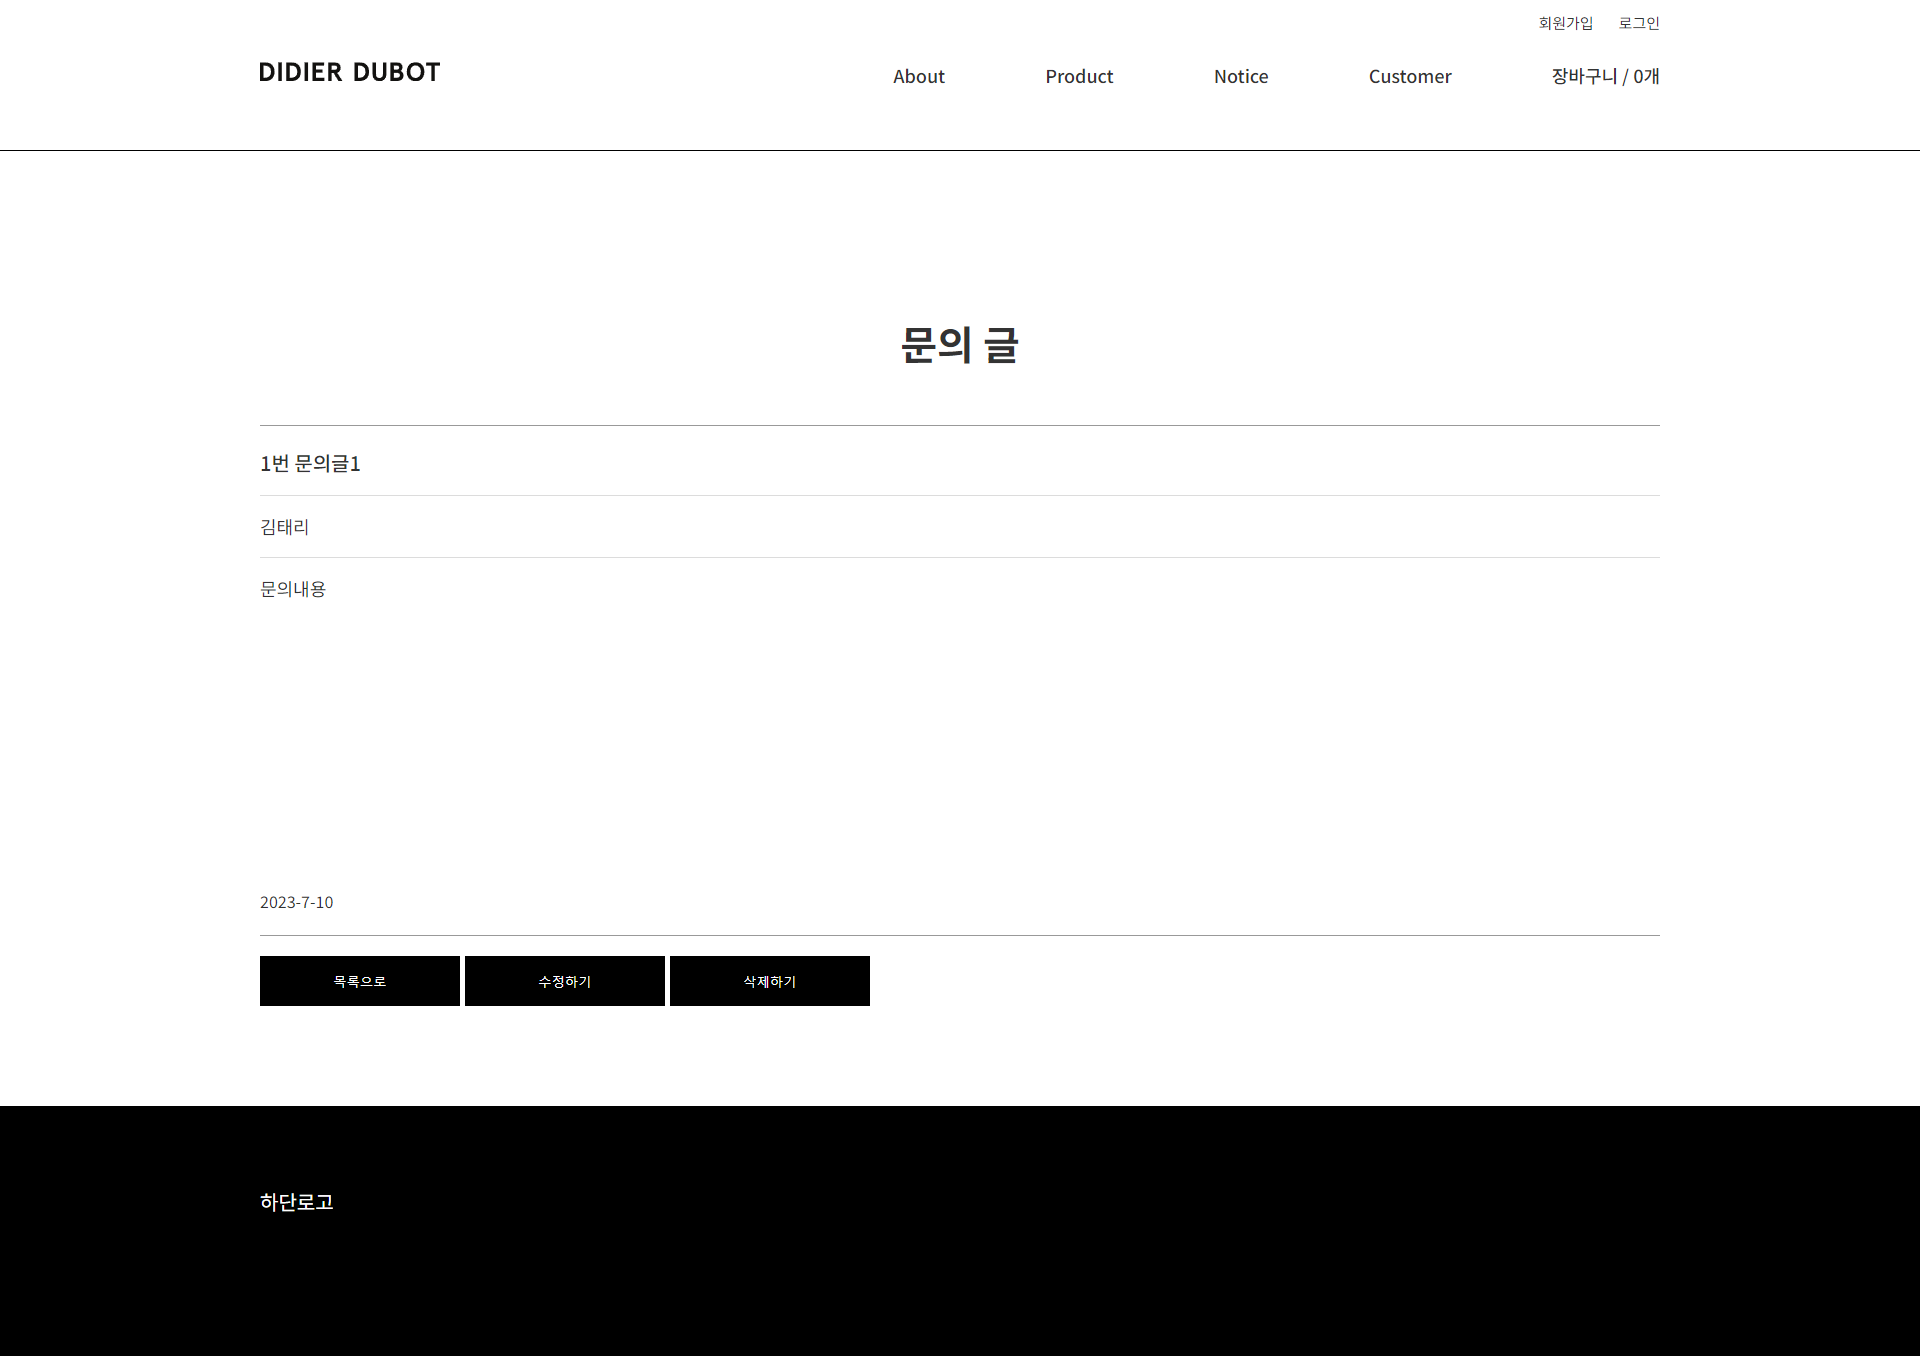 회원가입 로그인
DIDIER DUBOT About Product Notice Customer 장바구니 / 0개
문의 글
1번 문의글1
김태리
문의내용
2023-7-10
목록으로 수정하기 삭제하기
하단로고